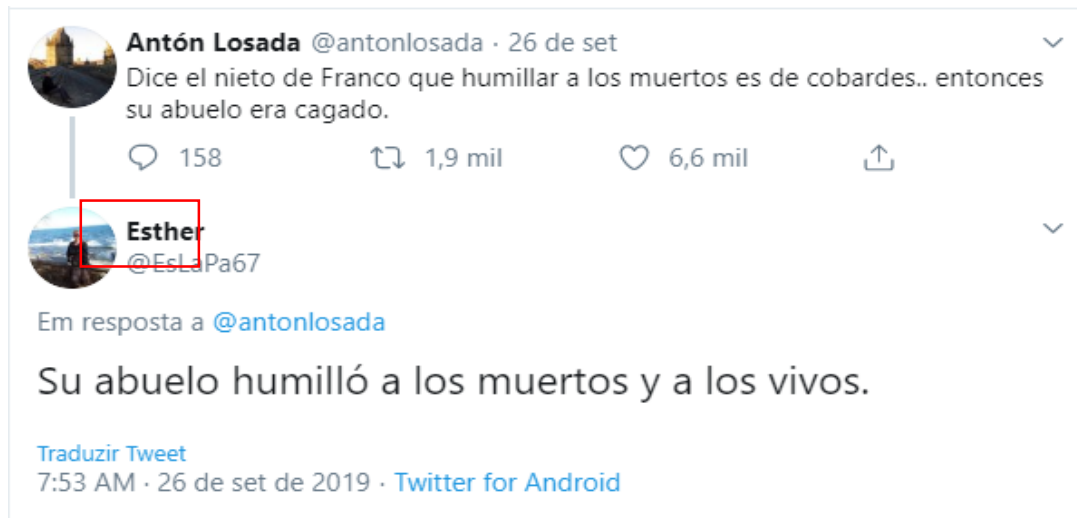 Antón Losada @antonlosada · 26 de set
Dice el nieto de Franco que humillar a los muertos es de cobardes.. entonces
su abuelo era cagado.
158 1,9 mil 6,6 mil
Esther
@EsLaPa67
Em resposta a @antonlosada
Su abuelo humilló a los muertos y a los vivos.
Traduzir Tweet
7:53 AM · 26 de set de 2019 · Twitter for Android